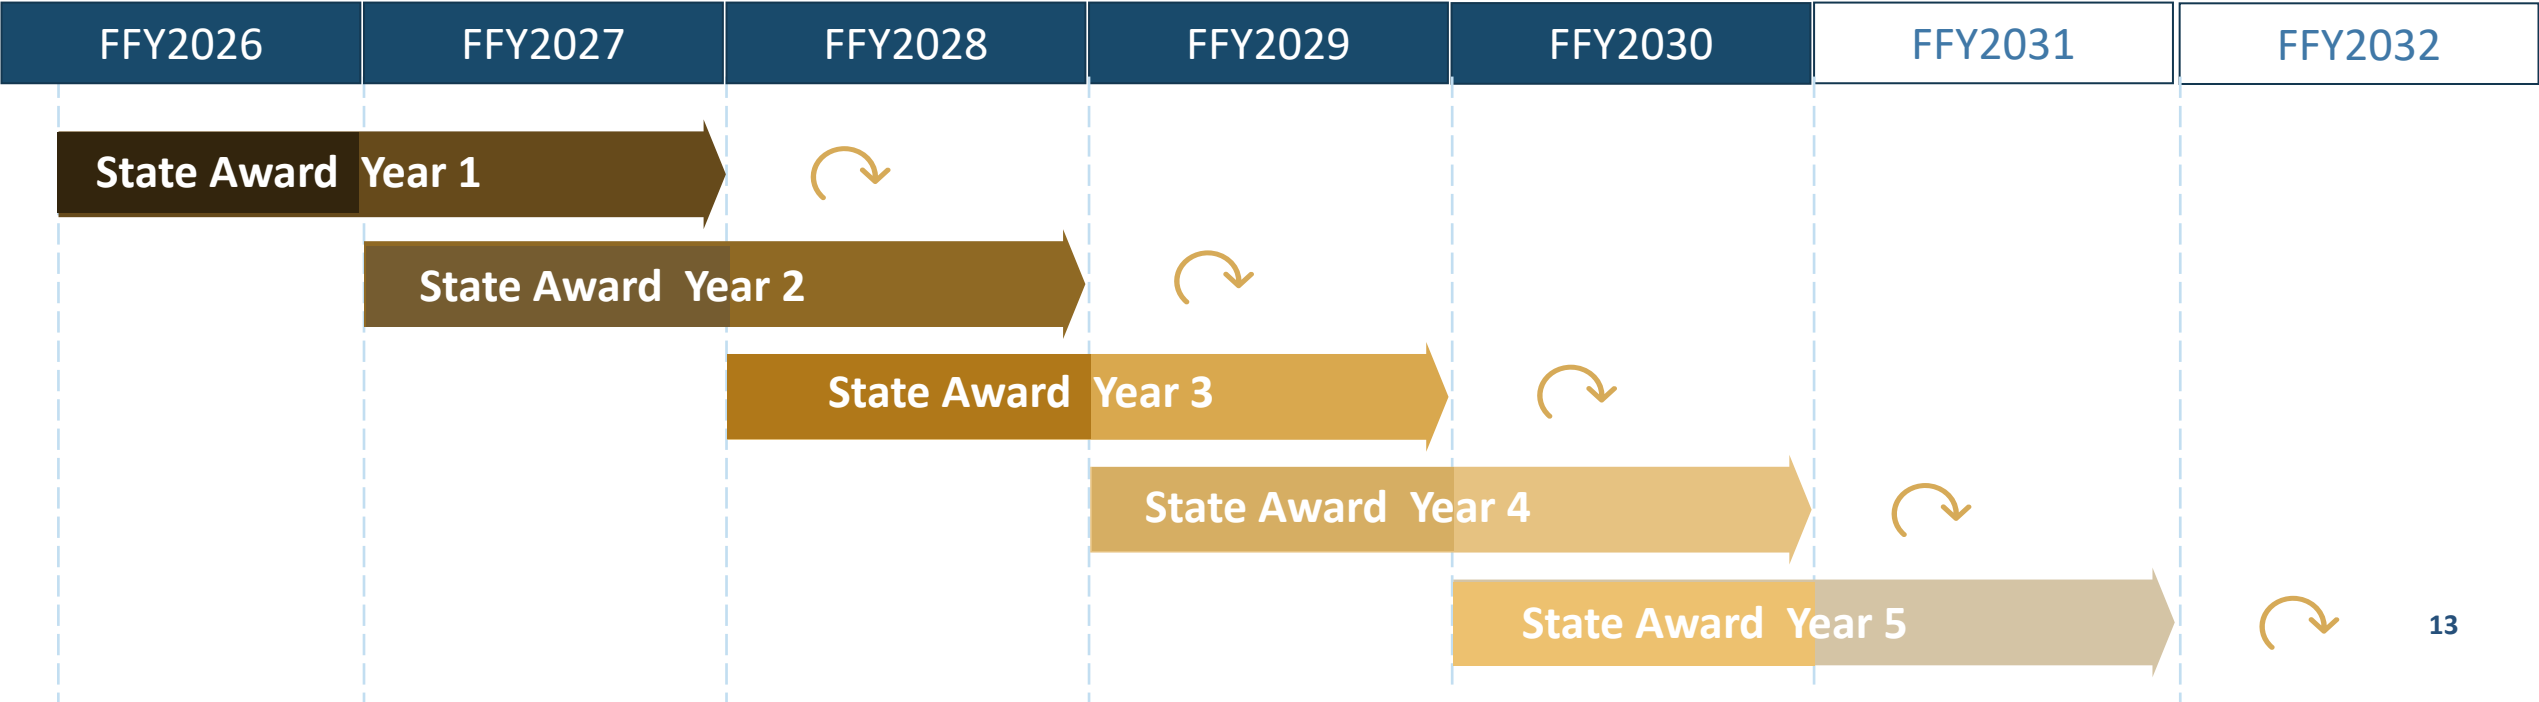 FFY2026
FFY2027
FFY2028
FFY2029
FFY2030
FFY2031
FFY2032
State Award Year 1
State Award Year 2
State Award Year 3
State Award Year 4
State Award Year 5
13